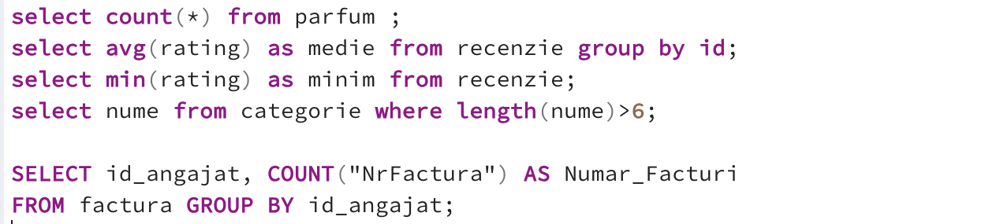 select count(*) from parfum ;
select avg(rating) as medie from recenzie group by id;
select min(rating) as minim from recenzie;
select nume from categorie where length(nume)>6;
SELECT id_angajat, COUNT("NrFactura") AS Numar_Facturi
FROM factura GROUP BY id_angajat;